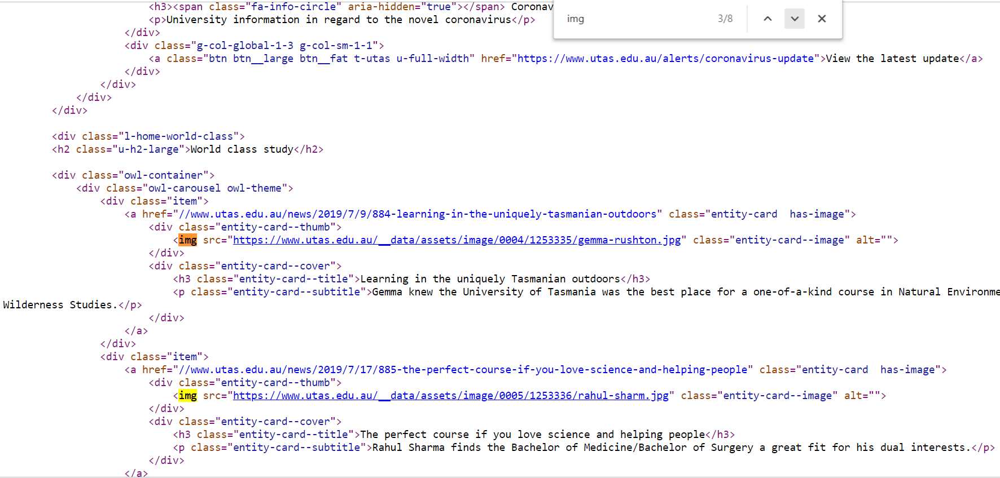 <h3><span class="fa-info-circle" aria-hidden="true"></span> Coronav
<p>University information in regard to the novel coronavirus</p>
img 3/8
</div>
<div class="g-col-global-1-3 g-col-sm-1-1">
<a class="btn btn__large btn__fat t-utas u-full-width" href="https://www.utas.edu.au/alerts/coronavirus-update">View the latest update</a>
</div>
</div>
</div>
</div>
<div class="l-home-world-class">
<h2 class="u-h2-large">World class study</h2>
<div class="owl-container">
<div class="owl-carousel owl-theme">
<div class="item">
<a href="//www.utas.edu.au/news/2019/7/9/884-learning-in-the-uniquely-tasmanian-outdoors" class="entity-card  has-image">
<div class="entity-card--thumb">
<img src="https://www.utas.edu.au/__data/assets/image/0004/1253335/gemma-rushton.jpg" class="entity-card--image" alt="">
</div>
<div class="entity-card--cover">
<h3 class="entity-card--title">Learning in the uniquely Tasmanian outdoors</h3>
<p class="entity-card--subtitle">Gemma knew the University of Tasmania was the best place for a one-of-a-kind course in Natural Environme
Wilderness Studies.</p>
</div>
</a>
</div>
<div class="item">
<a href="//www.utas.edu.au/news/2019/7/17/885-the-perfect-course-if-you-love-science-and-helping-people" class="entity-card  has-image">
<div class="entity-card--thumb">
<img src="https://www.utas.edu.au/__data/assets/image/0005/1253336/rahul-sharm.jpg" class="entity-card--image" alt="">
</div>
<div class="entity-card--cover">
<h3 class="entity-card--title">The perfect course if you love science and helping people</h3>
<p class="entity-card--subtitle">Rahul Sharma finds the Bachelor of Medicine/Bachelor of Surgery a great fit for his dual interests.</p>
</div>
</a>